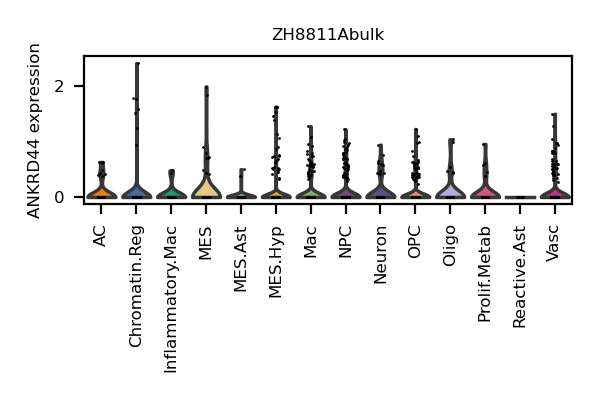 ZH8811Abulk
ANKRD44 expression
2
0
AC
Chromatin.Reg
Inflammatory.Mac
MES
MES.Ast
MES.Hyp
Mac
NPC
Neuron
OPC
Oligo
Prolif.Metab
Reactive.Ast
Vasc